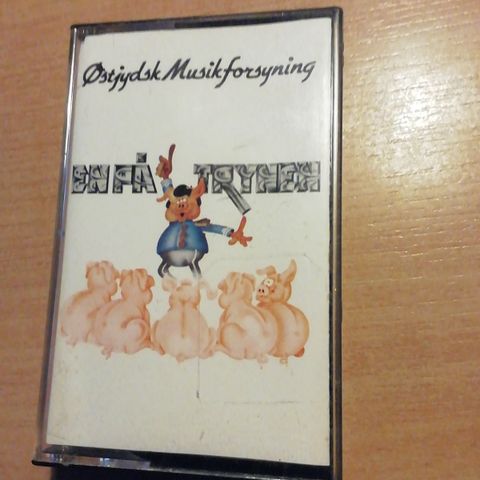 Østjydsk Musikforsyning
EN PÅ TRYNEN